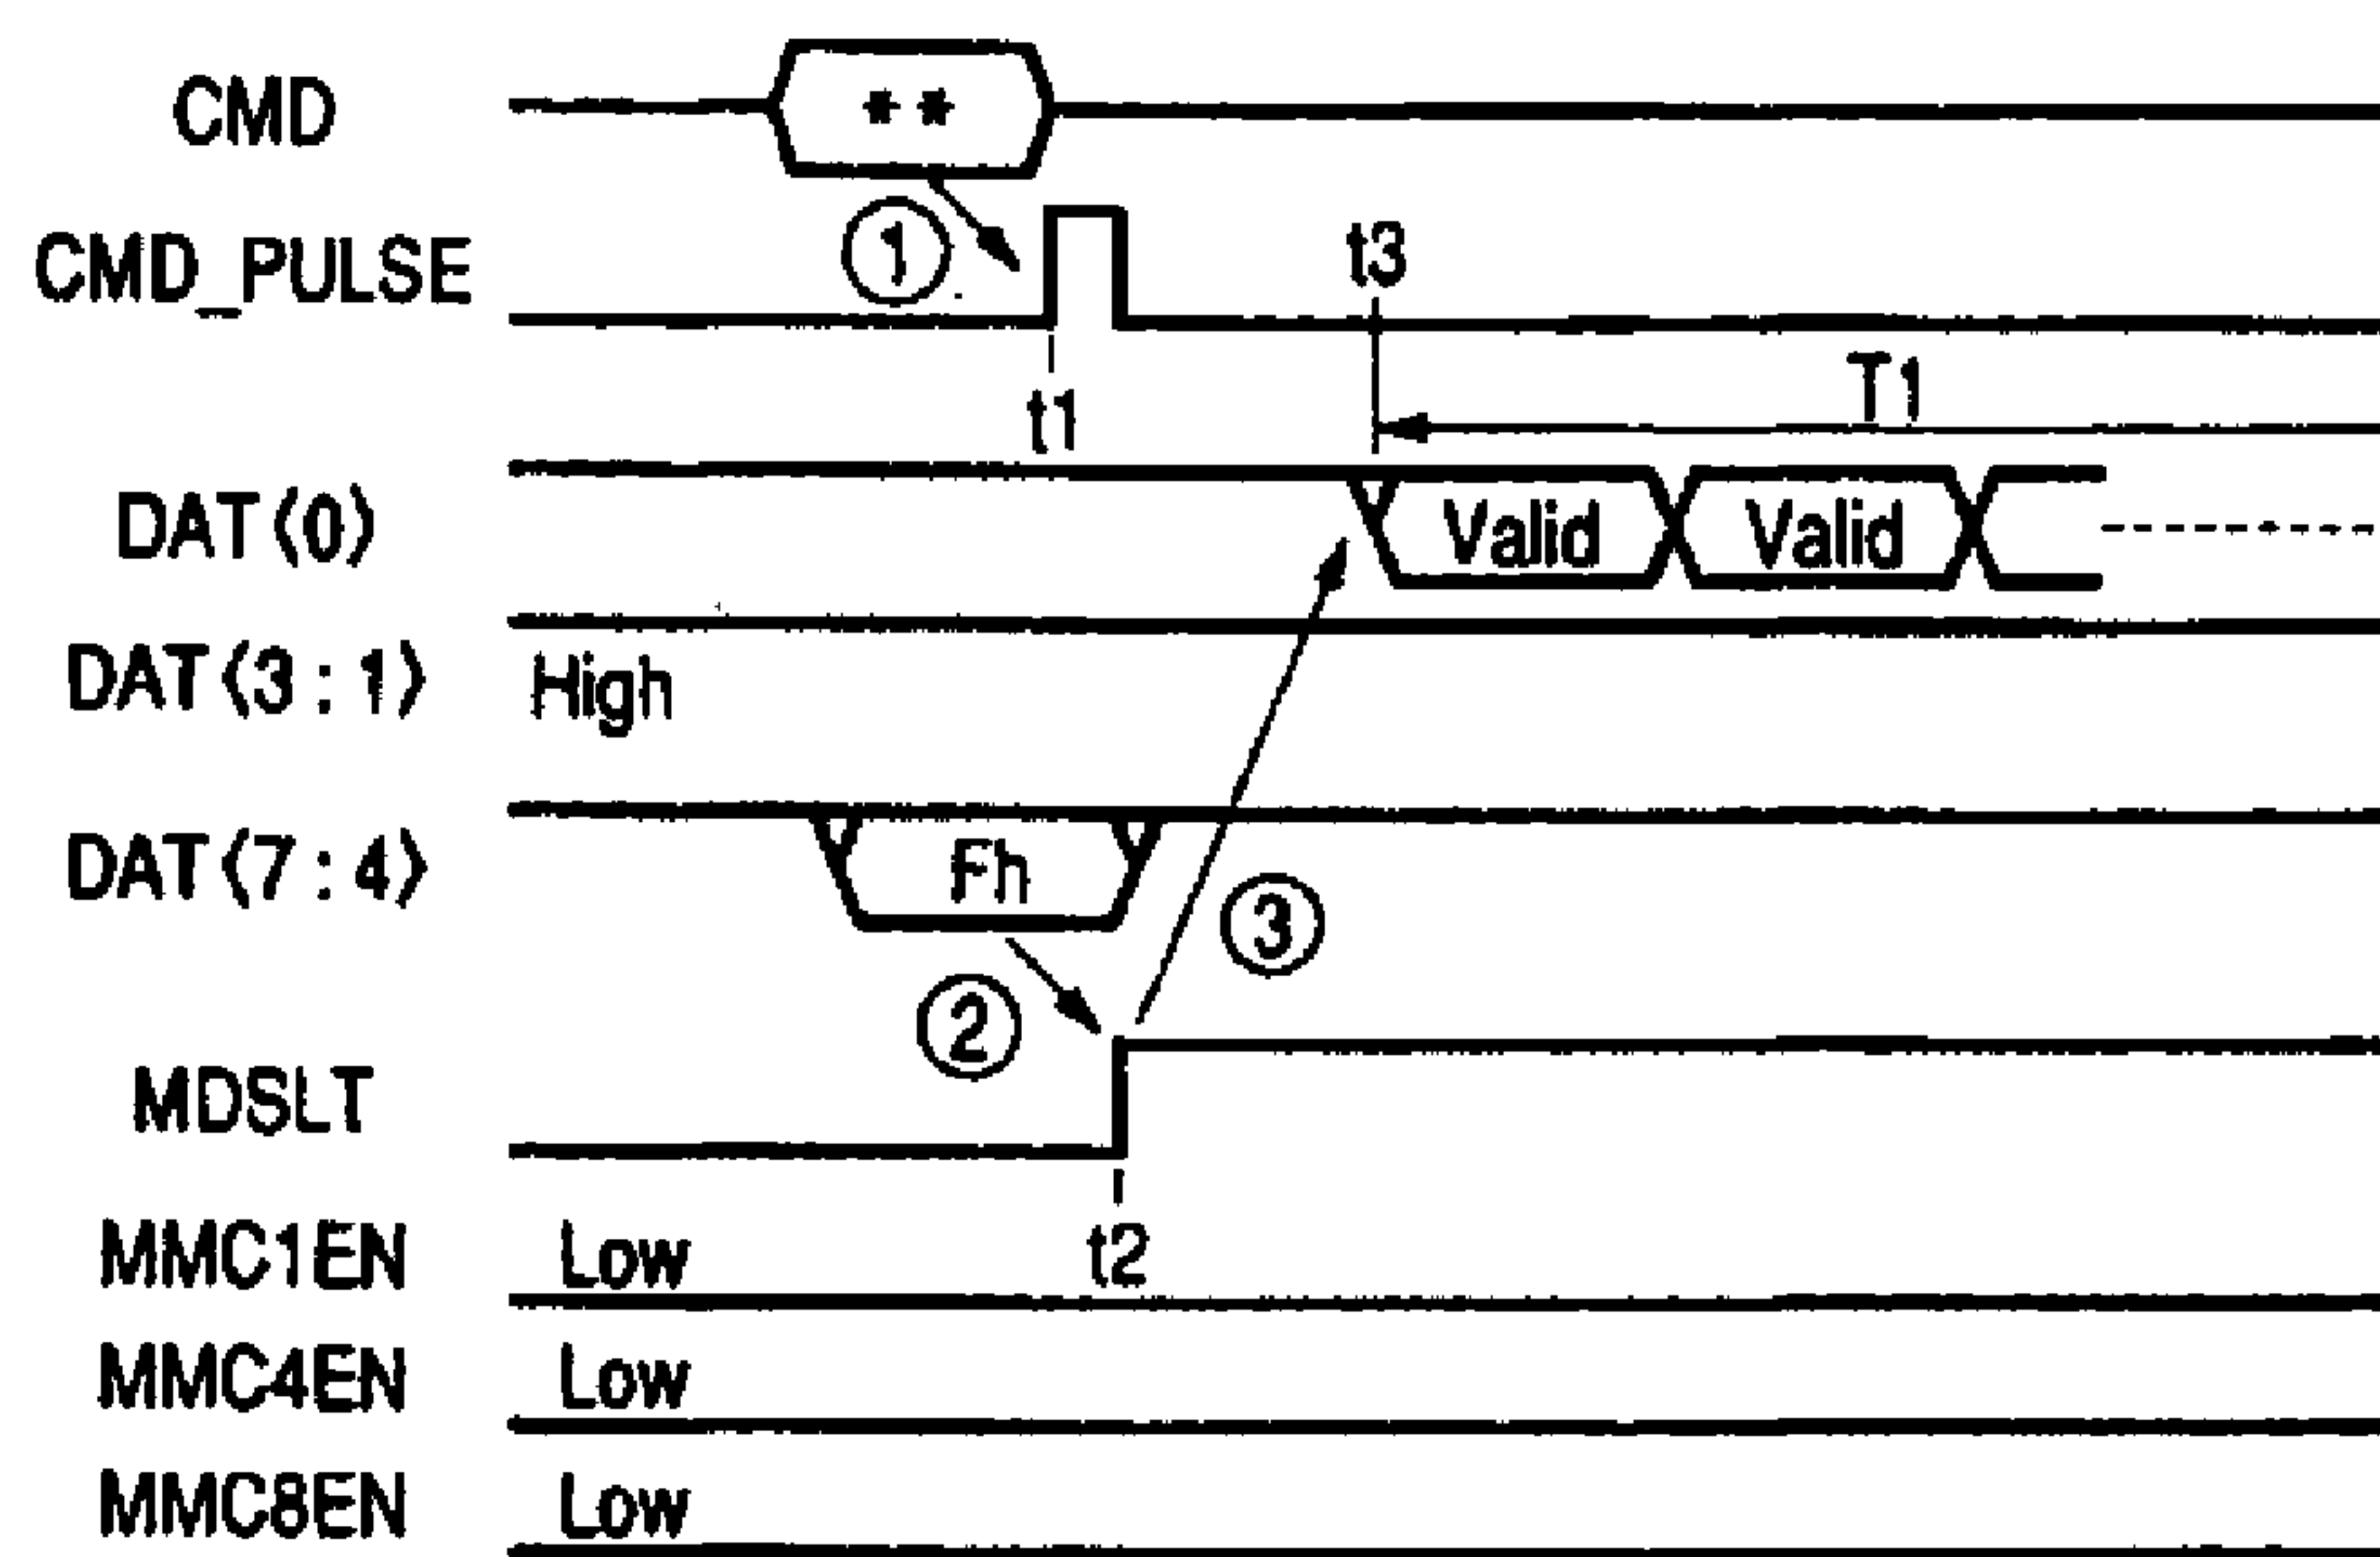 CMD **
CMD_PULSE ① t3
t1 T1
DAT(0) Valid Valid
DAT(3:1) High
DAT(7:4) Fh
③
②
MDSLT
MMC1EN Low t2
MMC4EN Low
MMC8EN Low